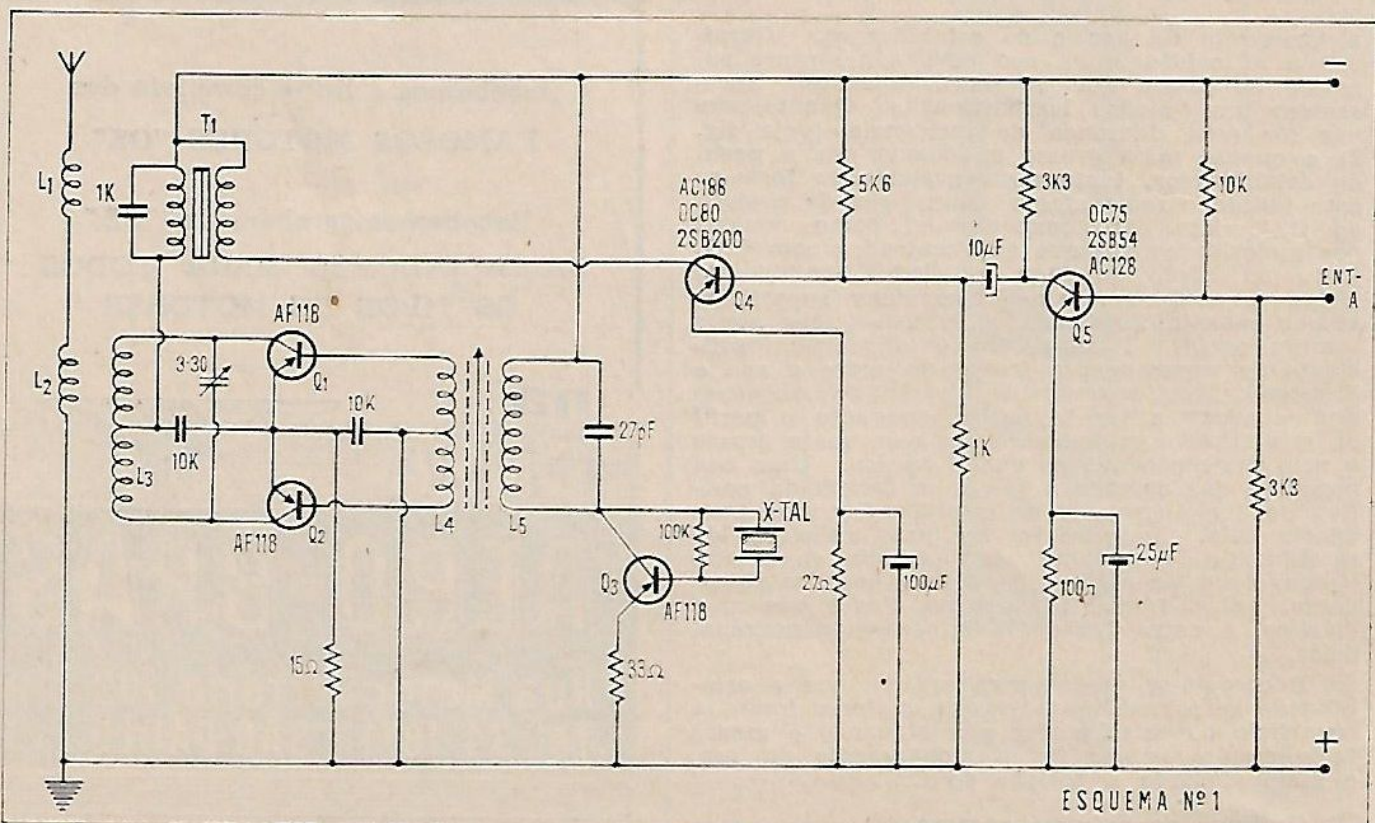 T1
L1
1K
L2
AF118
3-30
Q1
10K
10K
L3
AF118
Q2
L4
L5
27pF
15Ω
100K
X-TAL
Q3
AF118
33Ω
AC186
OC80
2SB200
Q4
5K6
3K3
10K
10µF
OC75
2SB54
AC128
Q5
ENT-
A
1K
3K3
27Ω
100µF
100Ω
25µF
−
+
ESQUEMA Nº1